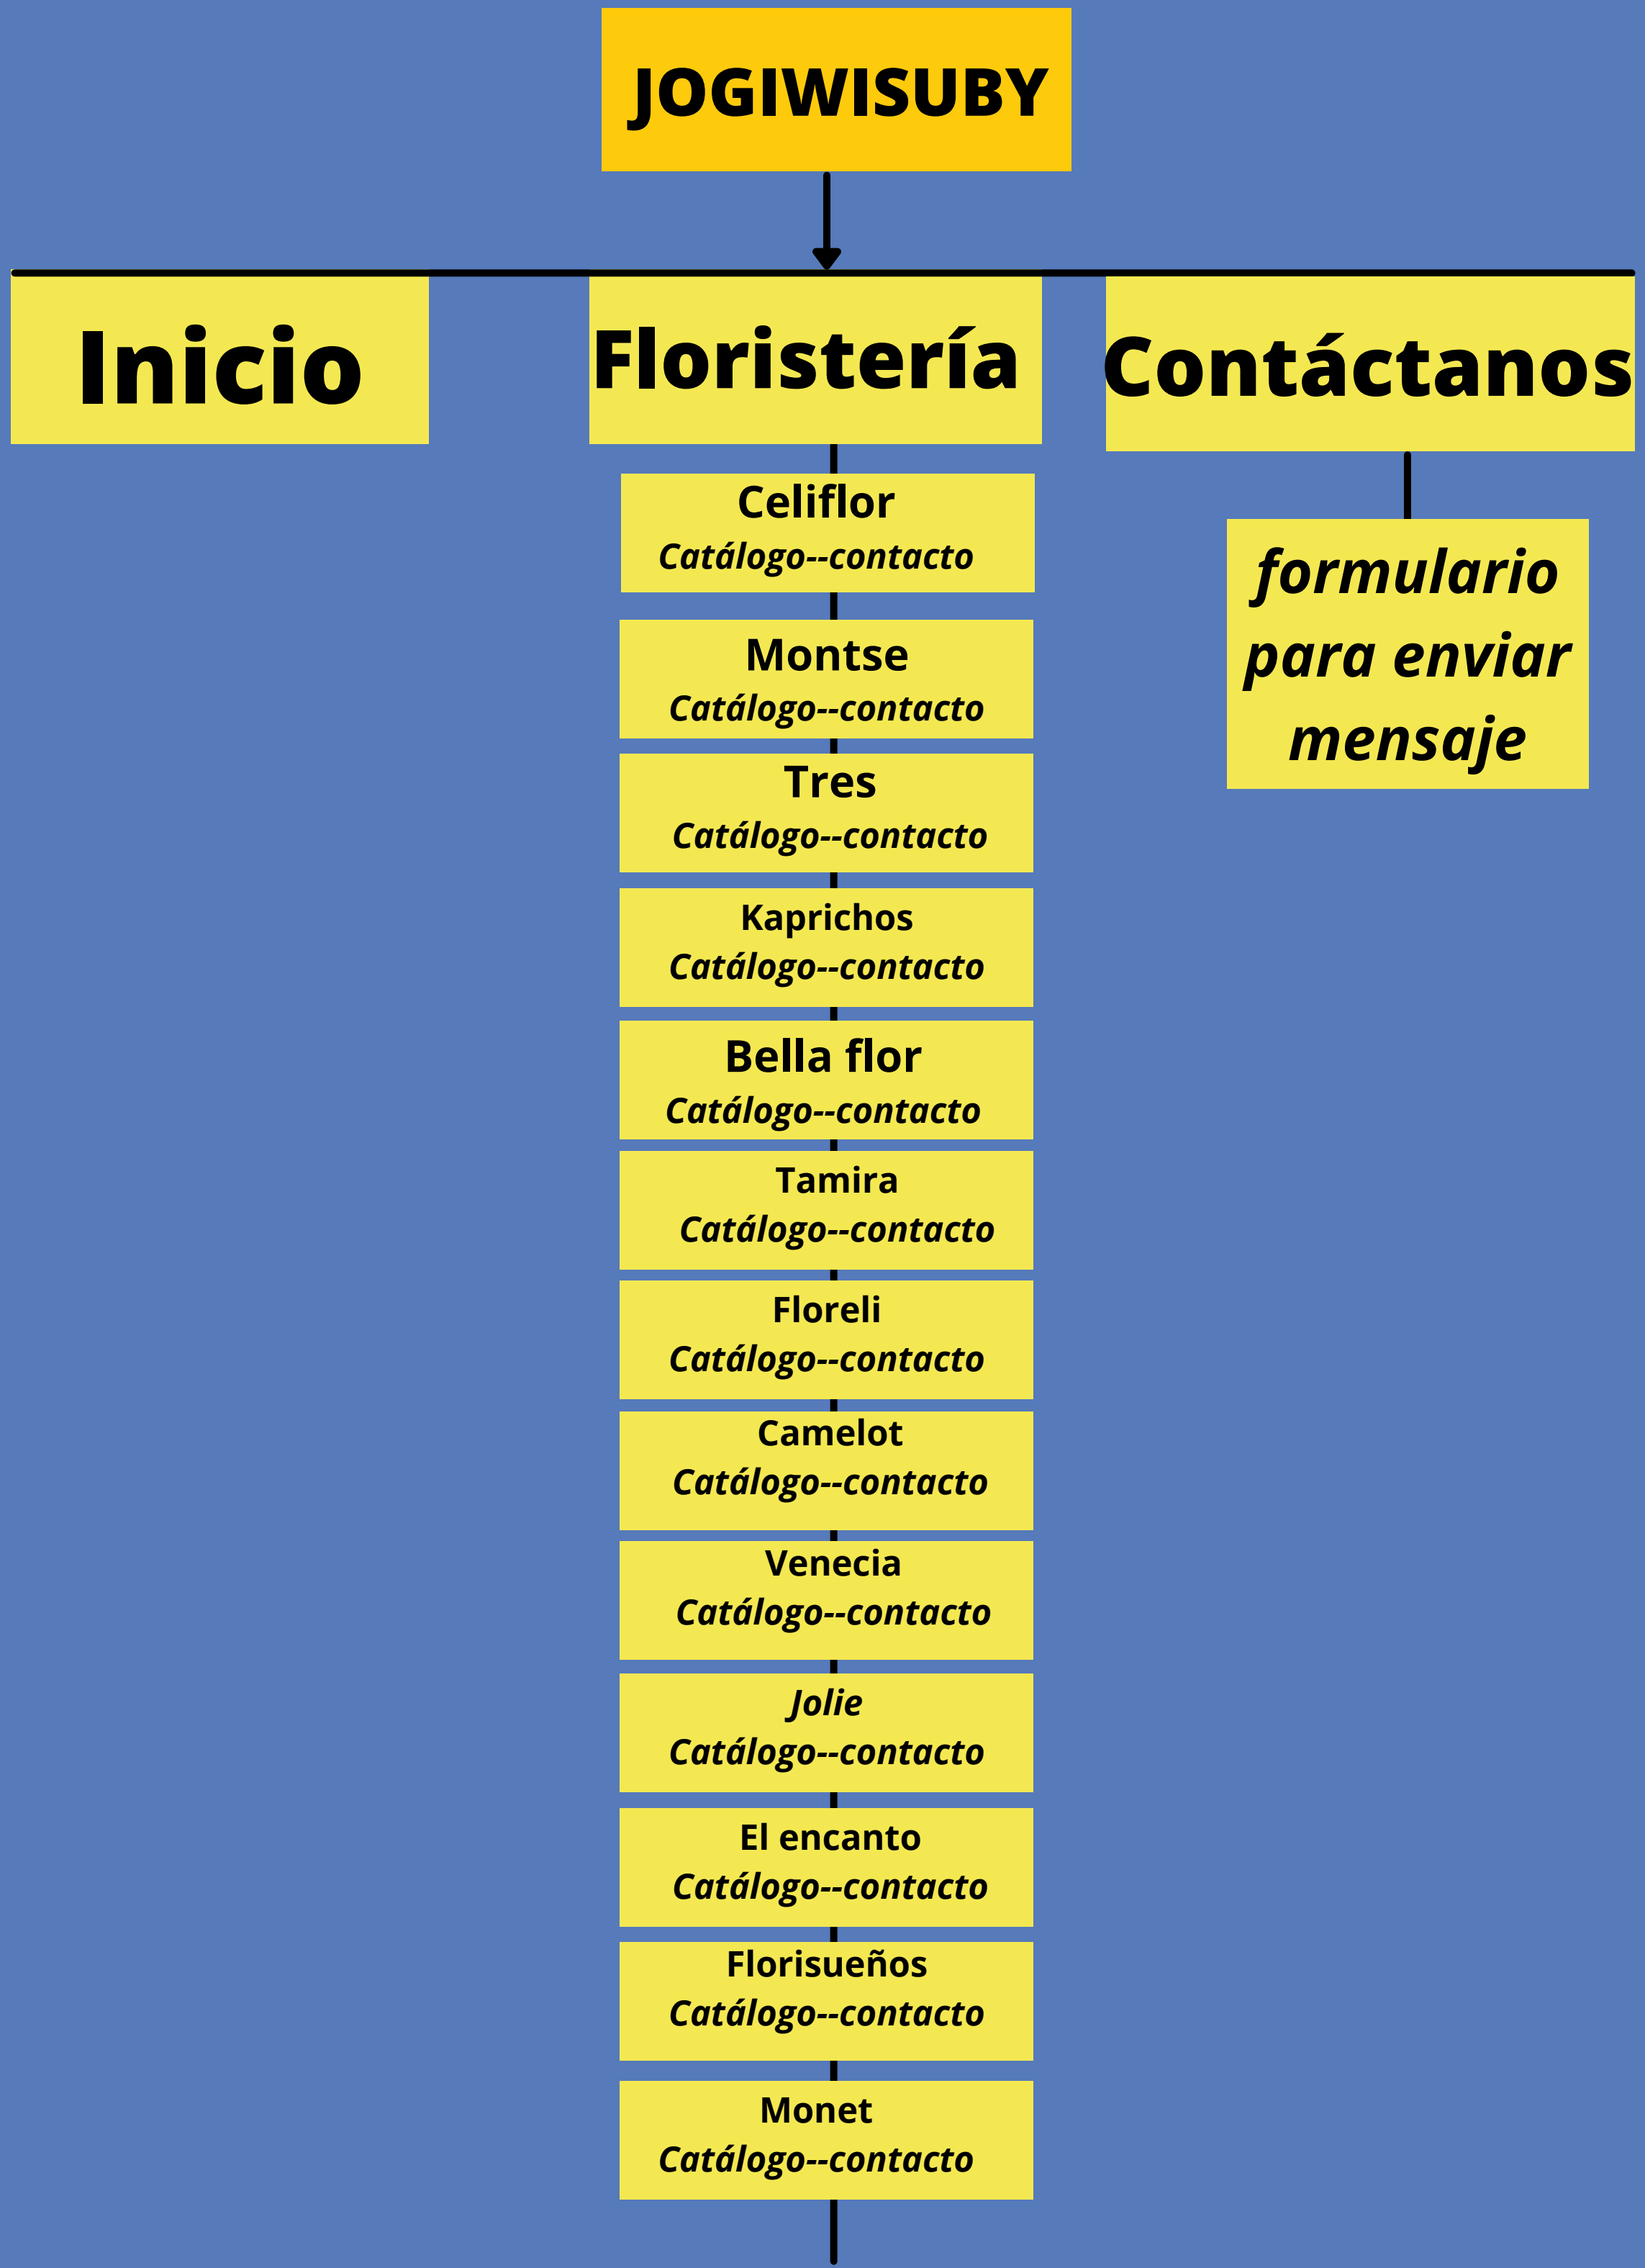 JOGIWISUBY
Inicio
Floristería
Contáctanos
Celiflor
Catálogo--contacto
Montse
Catálogo--contacto
Tres
Catálogo--contacto
Kaprichos
Catálogo--contacto
Bella flor
Catálogo--contacto
Tamira
Catálogo--contacto
Floreli
Catálogo--contacto
Camelot
Catálogo--contacto
Venecia
Catálogo--contacto
Jolie
Catálogo--contacto
El encanto
Catálogo--contacto
Florisueños
Catálogo--contacto
Monet
Catálogo--contacto
formulario
para enviar
mensaje